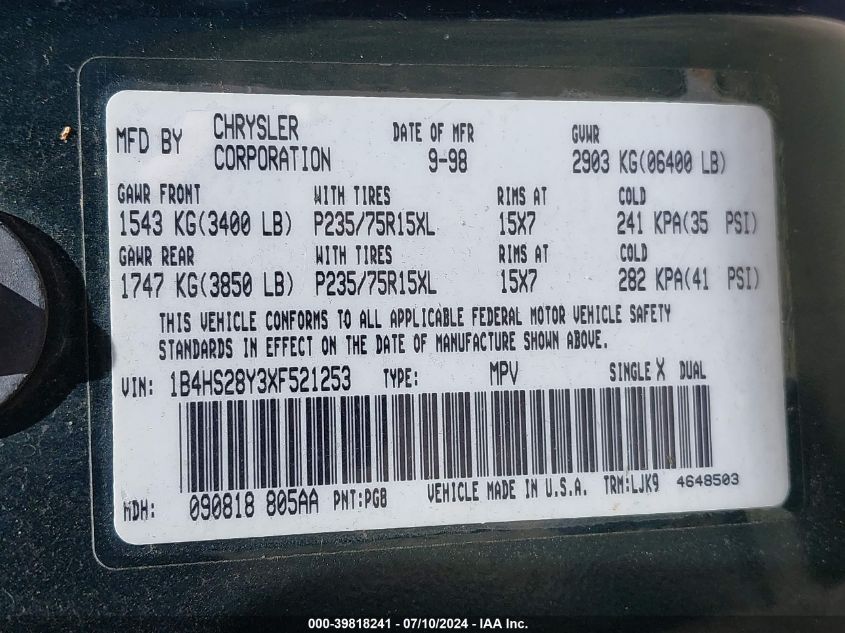 MFD BY CHRYSLER CORPORATION DATE OF MFR 9-98 GVWR 2903 KG(06400 LB)
GAWR FRONT WITH TIRES RIMS AT COLD
1543 KG(3400 LB) P235/75R15XL 15X7 241 KPA(35 PSI)
GAWR REAR WITH TIRES RIMS AT COLD
1747 KG(3850 LB) P235/75R15XL 15X7 282 KPA(41 PSI)
THIS VEHICLE CONFORMS TO ALL APPLICABLE FEDERAL MOTOR VEHICLE SAFETY
STANDARDS IN EFFECT ON THE DATE OF MANUFACTURE SHOWN ABOVE.
VIN: 1B4HS28Y3XF521253 TYPE: MPV SINGLE X DUAL
MDH: 090818 805AA PNT:PG8 VEHICLE MADE IN U.S.A. TRM:LJK9 4648503
000-39818241 - 07/10/2024 - IAA Inc.